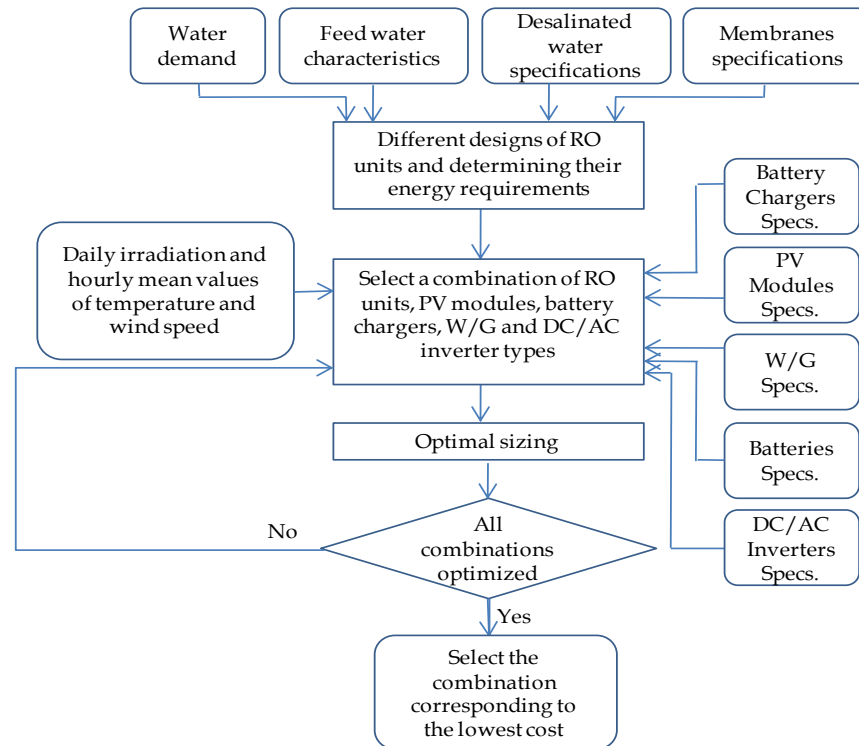 Water
demand
Feed water
characteristics
Desalinated
water
specifications
Membranes
specifications
Different designs of RO
units and determining their
energy requirements
Battery
Chargers
Specs.
Daily irradiation and
hourly mean values
of temperature and
wind speed
Select a combination of RO
units, PV modules, battery
chargers, W/G and DC/AC
inverter types
PV
Modules
Specs.
W/G
Specs.
Optimal sizing
Batteries
Specs.
No
All
combinations
optimized
DC/AC
Inverters
Specs.
Yes
Select the
combination
corresponding to
the lowest cost